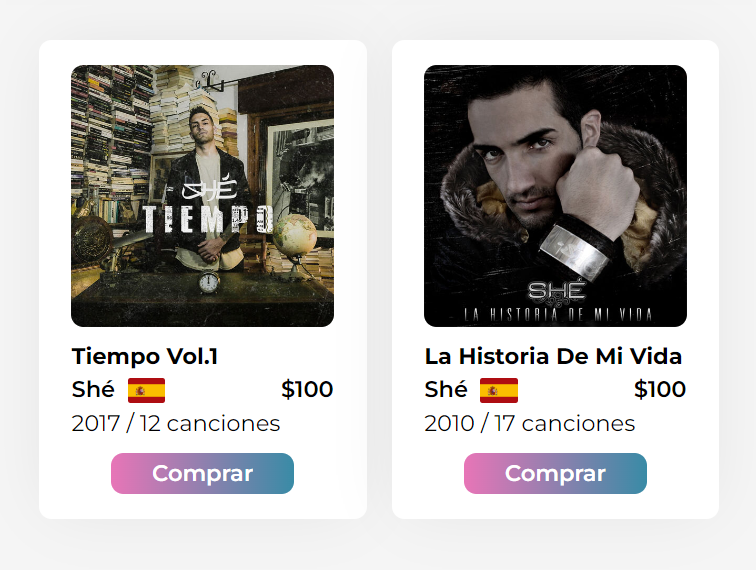 SHÉ
TIEMPO
Tiempo Vol.1
Shé $100
2017 / 12 canciones
Comprar
SHÉ
LA HISTORIA DE MI VIDA
La Historia De Mi Vida
Shé $100
2010 / 17 canciones
Comprar